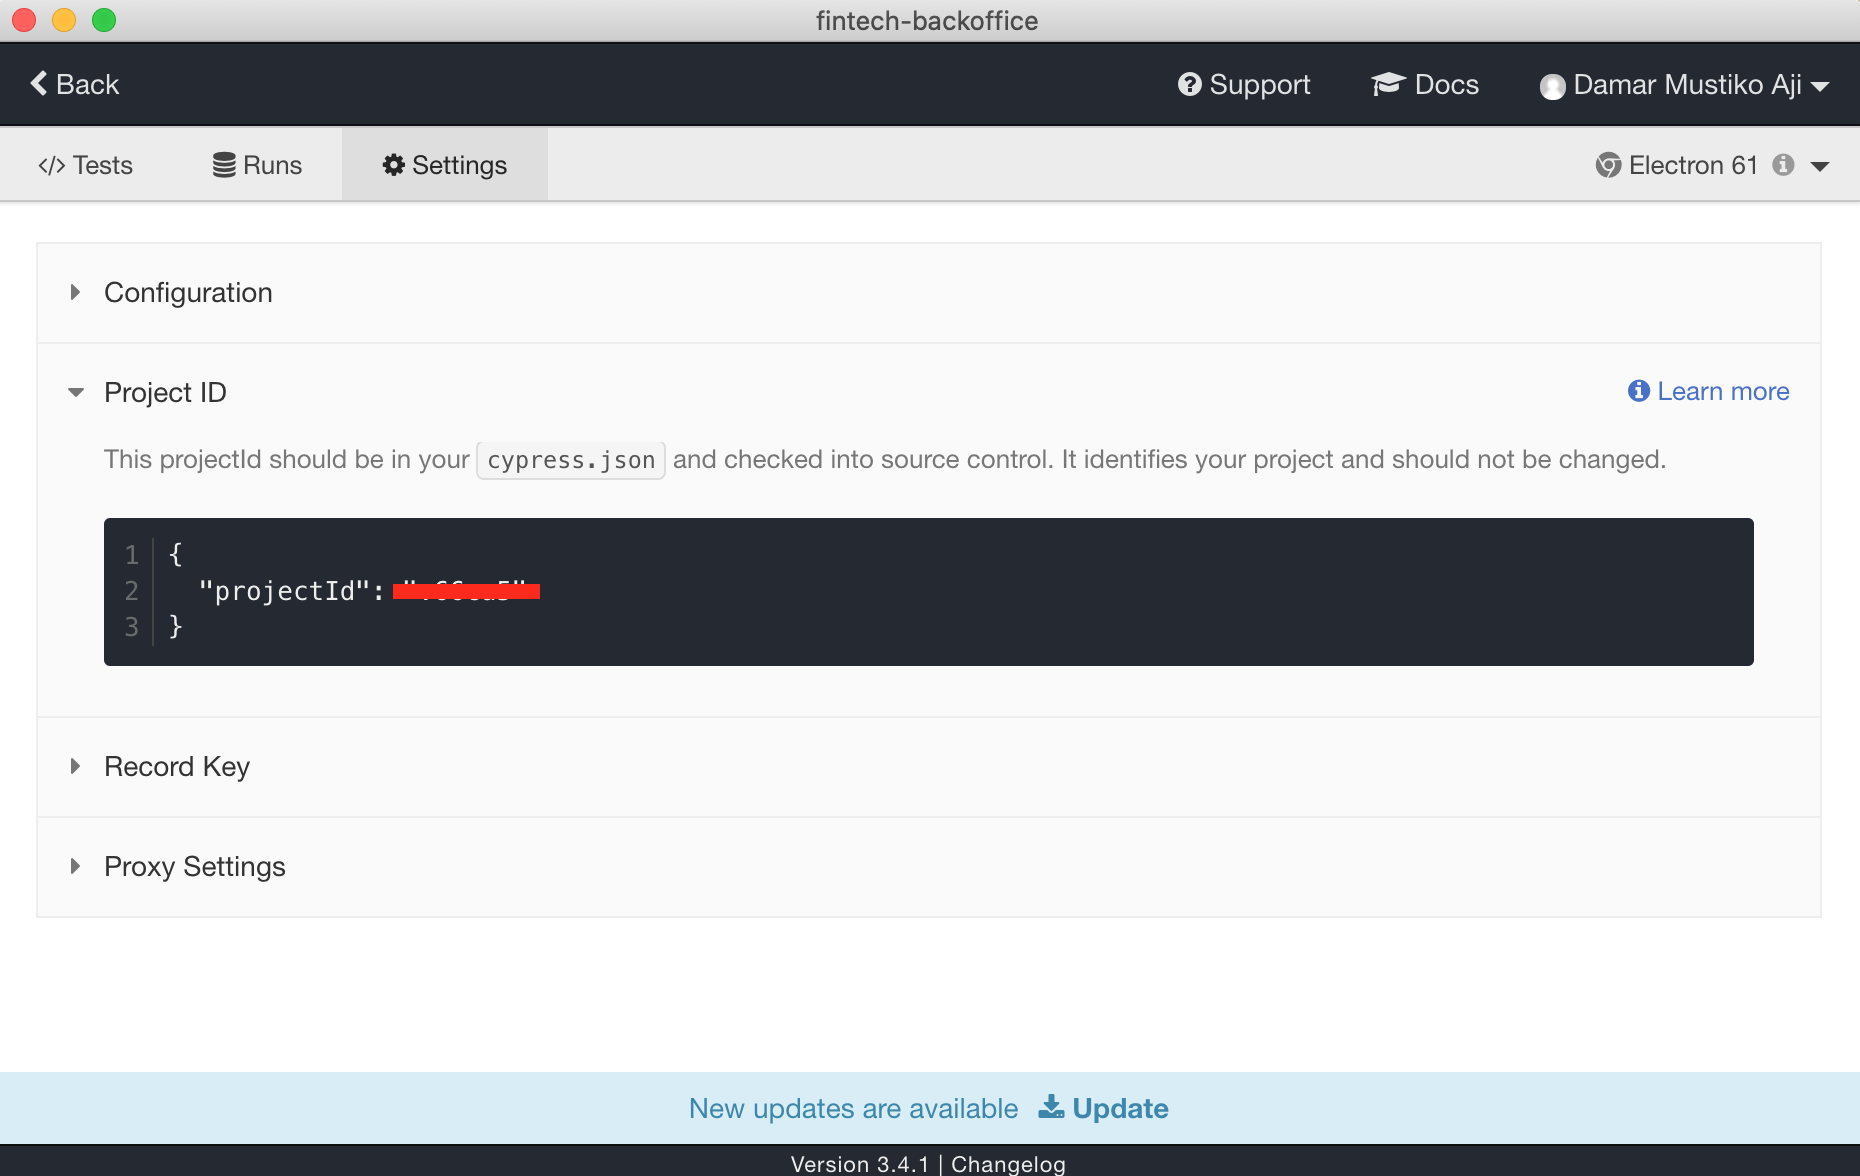 fintech-backoffice
Back
Support
Docs
Damar Mustiko Aji
</> Tests
Runs
Settings
Electron 61
Configuration
Project ID
Learn more
This projectId should be in your cypress.json and checked into source control. It identifies your project and should not be changed.
1 {
2 "projectId":
3 }
Record Key
Proxy Settings
New updates are available Update
Version 3.4.1 | Changelog